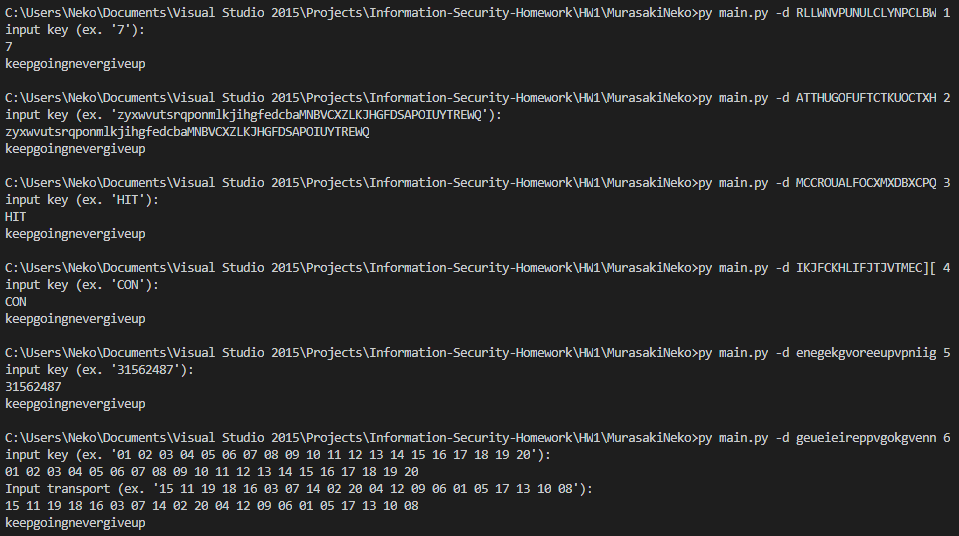 C:\Users\Neko\Documents\Visual Studio 2015\Projects\Information-Security-Homework\HW1\MurasakiNeko>py main.py -d RLLWNVPUNULCLYNPCLBW 1
input key (ex. '7'):
7
keepgoingnevergiveup
C:\Users\Neko\Documents\Visual Studio 2015\Projects\Information-Security-Homework\HW1\MurasakiNeko>py main.py -d ATTHUGOFUFTCTKUOCTXH 2
input key (ex. 'zyxwvutsrqponmlkjihgfedcbaMNBVCXZLKJHGFDSAPOIUYTREWQ'):
zyxwvutsrqponmlkjihgfedcbaMNBVCXZLKJHGFDSAPOIUYTREWQ
keepgoingnevergiveup
C:\Users\Neko\Documents\Visual Studio 2015\Projects\Information-Security-Homework\HW1\MurasakiNeko>py main.py -d MCCROUALFOCXMXDBXCPQ 3
input key (ex. 'HIT'):
HIT
keepgoingnevergiveup
C:\Users\Neko\Documents\Visual Studio 2015\Projects\Information-Security-Homework\HW1\MurasakiNeko>py main.py -d IKJFCKHLIFJTJVTMEC][ 4
input key (ex. 'CON'):
CON
keepgoingnevergiveup
C:\Users\Neko\Documents\Visual Studio 2015\Projects\Information-Security-Homework\HW1\MurasakiNeko>py main.py -d enegekgvoreeupvpniig 5
input key (ex. '31562487'):
31562487
keepgoingnevergiveup
C:\Users\Neko\Documents\Visual Studio 2015\Projects\Information-Security-Homework\HW1\MurasakiNeko>py main.py -d geueieireppvgokgvenn 6
input key (ex. '01 02 03 04 05 06 07 08 09 10 11 12 13 14 15 16 17 18 19 20'):
01 02 03 04 05 06 07 08 09 10 11 12 13 14 15 16 17 18 19 20
Input transport (ex. '15 11 19 18 16 03 07 14 02 20 04 12 09 06 01 05 17 13 10 08'):
15 11 19 18 16 03 07 14 02 20 04 12 09 06 01 05 17 13 10 08
keepgoingnevergiveup